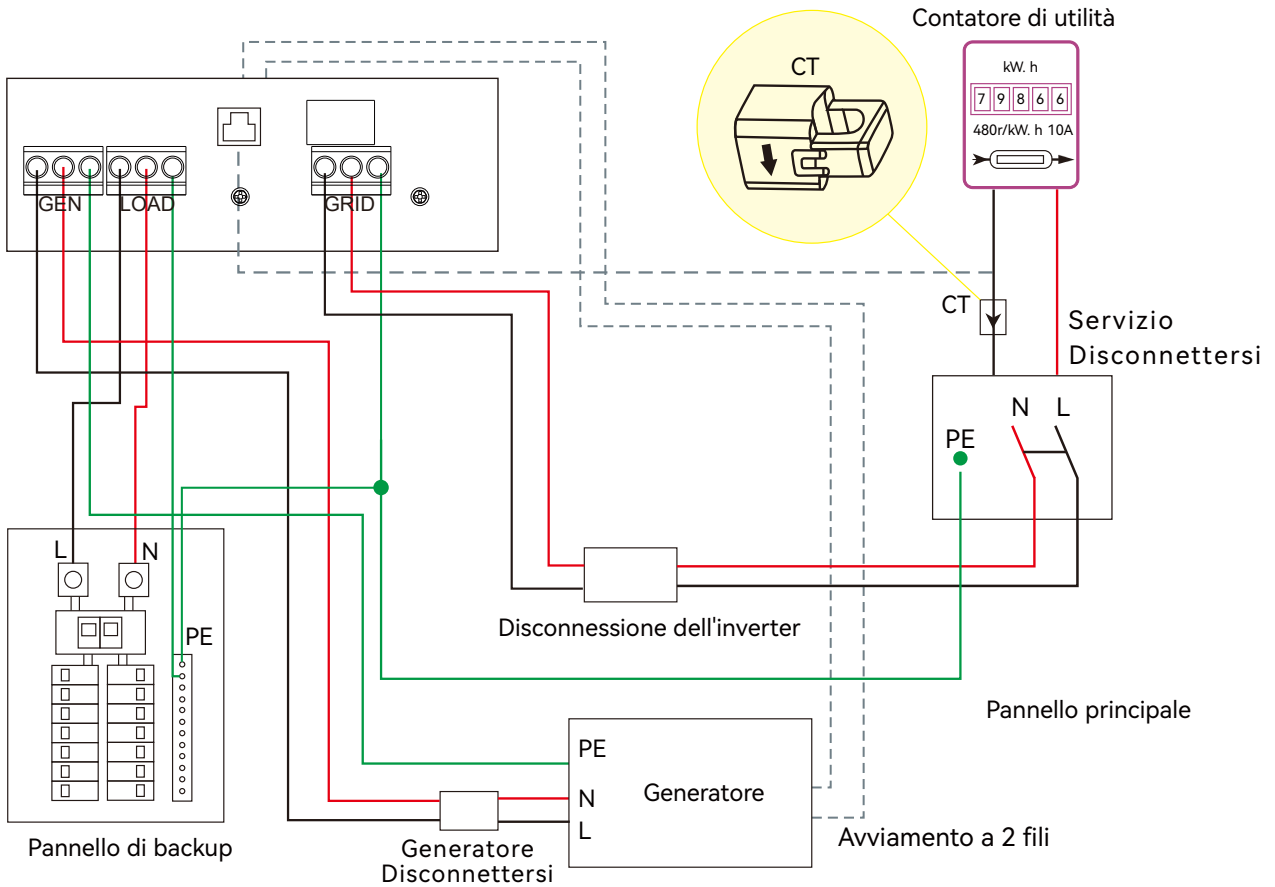 Contatore di utilità
kW. h
7 9 8 6 6
480r/kW. h 10A
CT
GEN
LOAD
GRID
CT
Servizio
Disconnettersi
N
L
PE
L
N
PE
Disconnessione dell'inverter
Pannello principale
PE
N
L
Generatore
Avviamento a 2 fili
Pannello di backup
Generatore
Disconnettersi